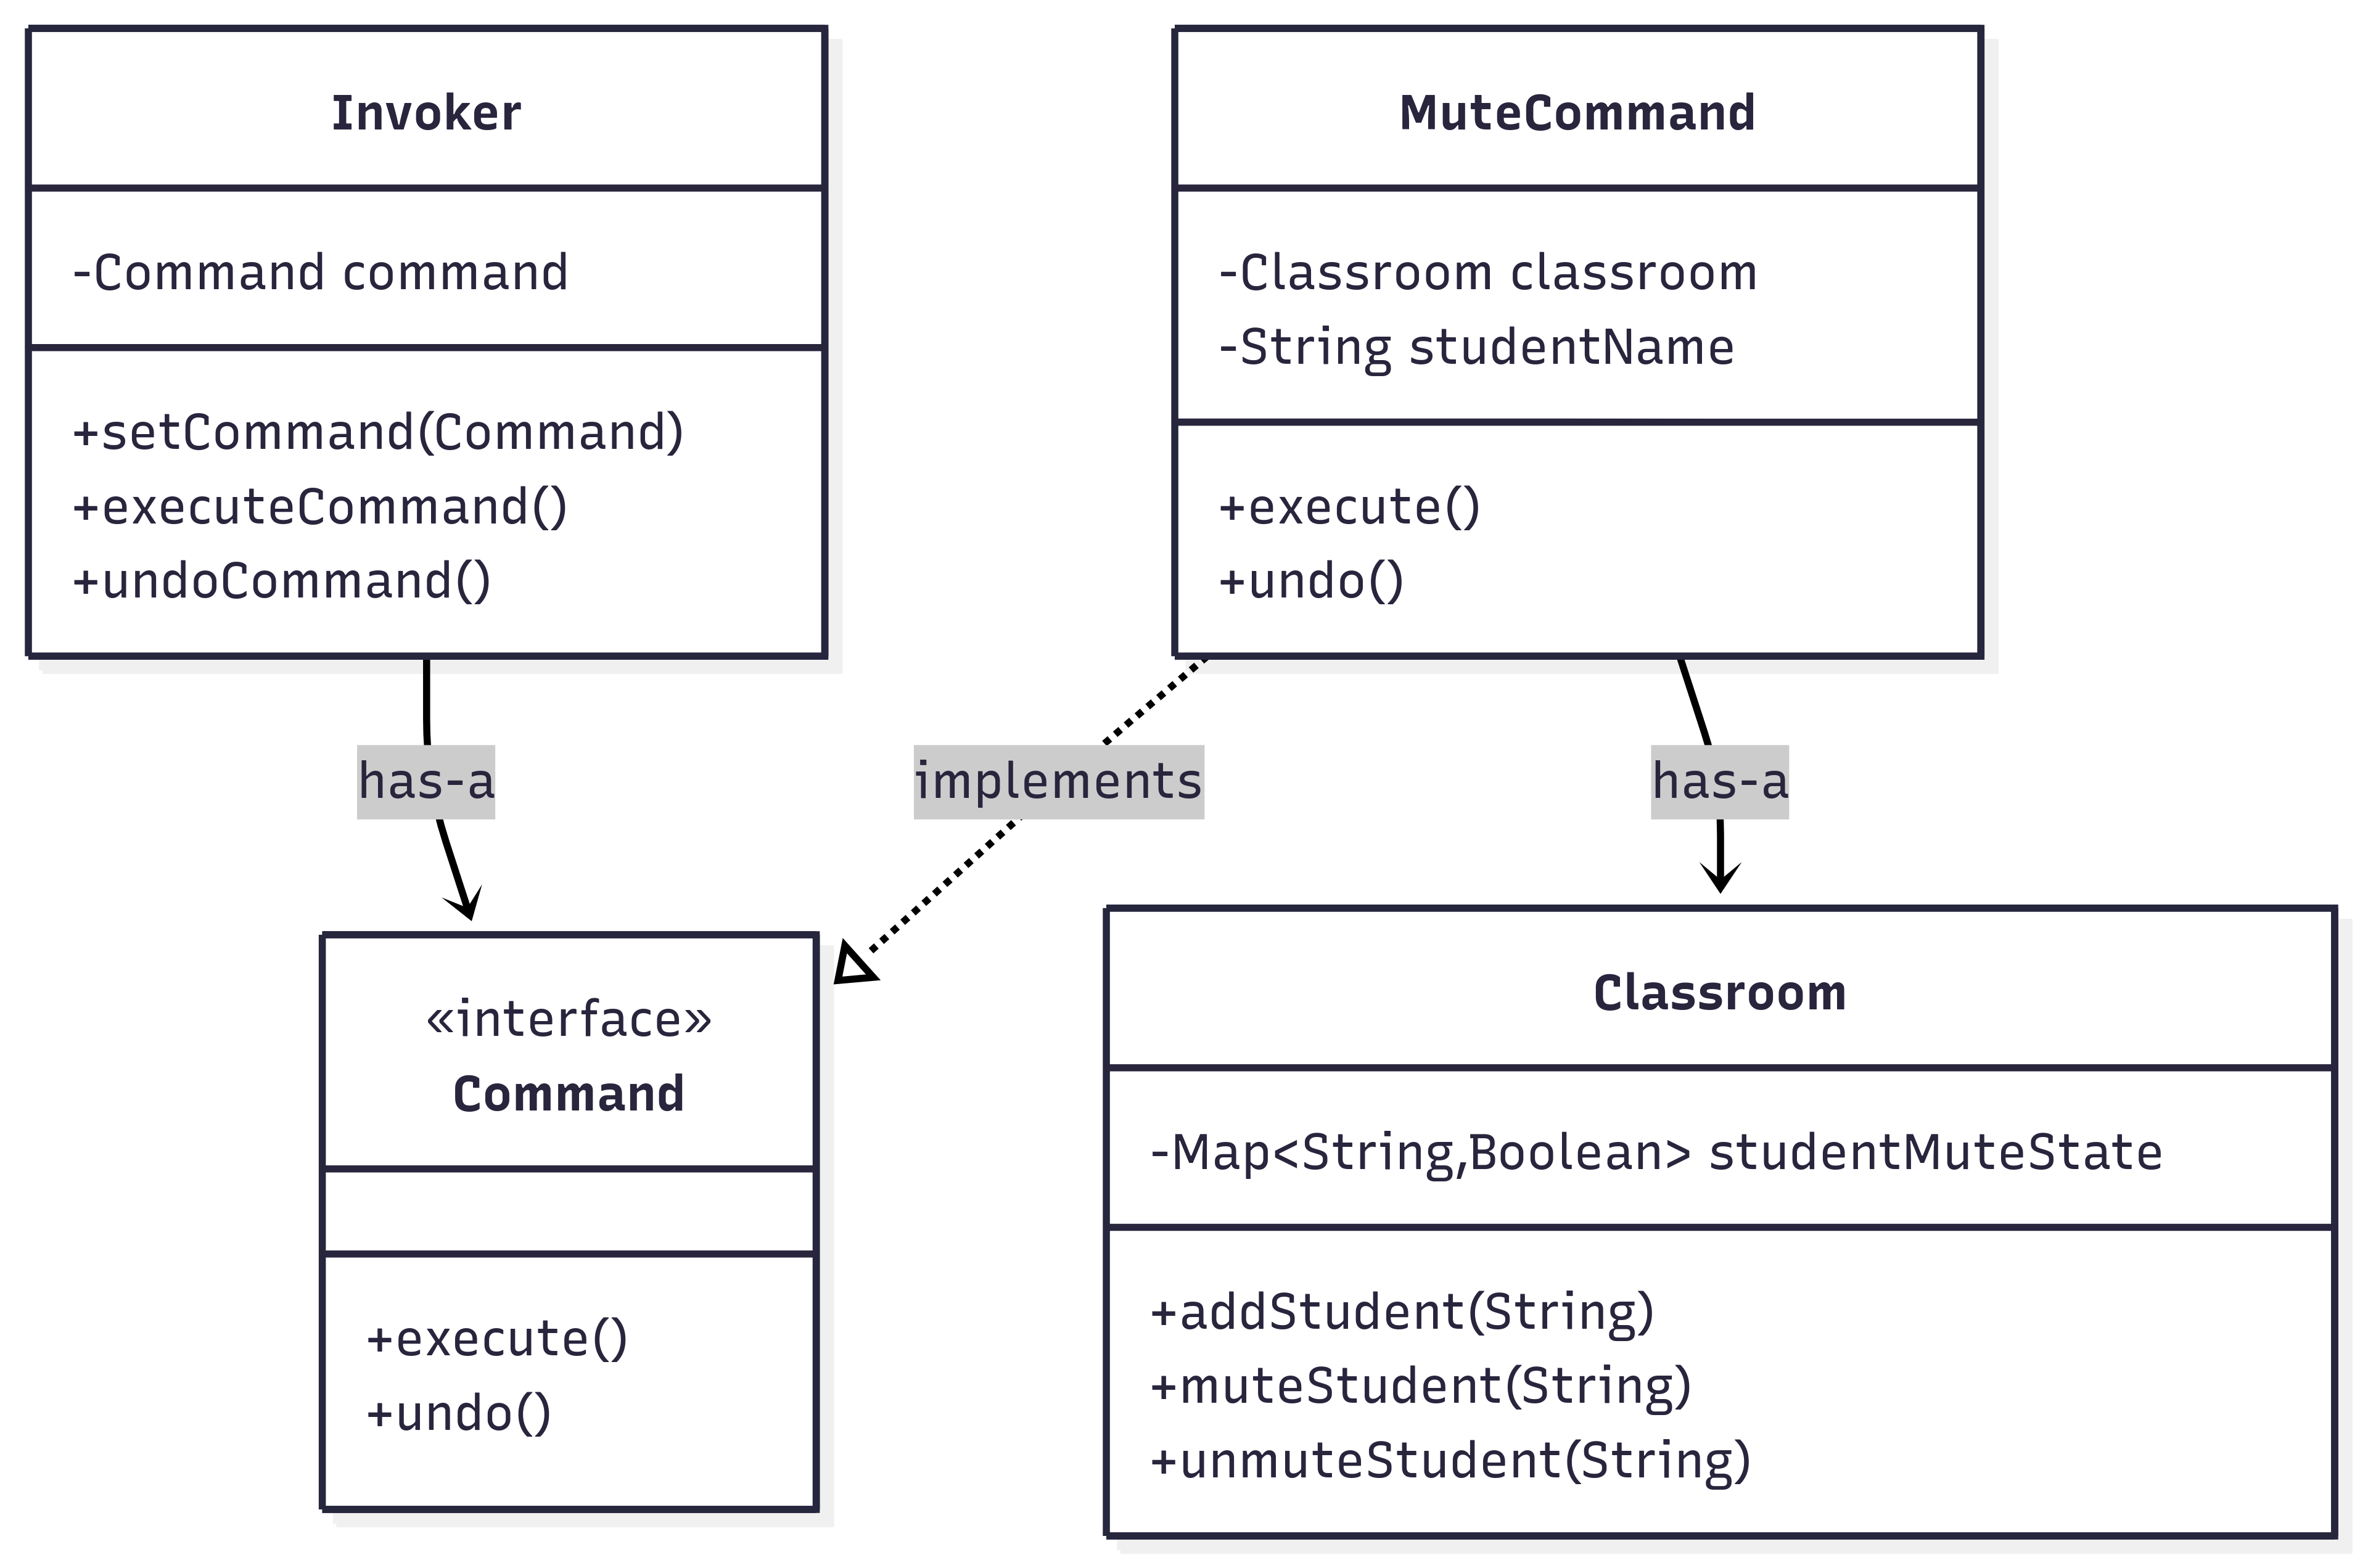 Invoker
-Command command
+setCommand(Command)
+executeCommand()
+undoCommand()
MuteCommand
-Classroom classroom
-String studentName
+execute()
+undo()
has-a
implements
has-a
«interface»
Command
+execute()
+undo()
Classroom
-Map<String,Boolean> studentMuteState
+addStudent(String)
+muteStudent(String)
+unmuteStudent(String)